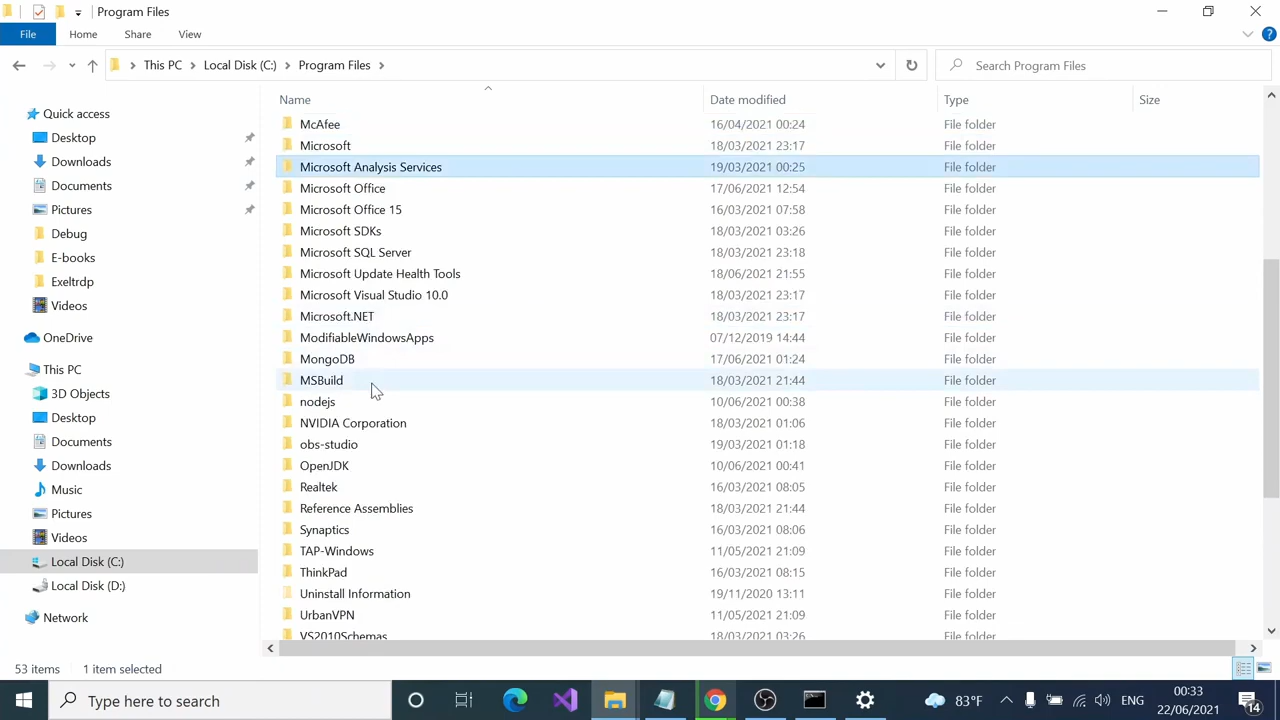 Program Files
File Home Share View
This PC Local Disk (C:) Program Files
Search Program Files
Name Date modified Type Size
Quick access
Desktop
Downloads
Documents
Pictures
Debug
E-books
Exeltrdp
Videos
OneDrive
This PC
3D Objects
Desktop
Documents
Downloads
Music
Pictures
Videos
Local Disk (C:)
Local Disk (D:)
Network
McAfee 16/04/2021 00:24 File folder
Microsoft 18/03/2021 23:17 File folder
Microsoft Analysis Services 19/03/2021 00:25 File folder
Microsoft Office 17/06/2021 12:54 File folder
Microsoft Office 15 16/03/2021 07:58 File folder
Microsoft SDKs 18/03/2021 03:26 File folder
Microsoft SQL Server 18/03/2021 23:18 File folder
Microsoft Update Health Tools 18/06/2021 21:55 File folder
Microsoft Visual Studio 10.0 18/03/2021 23:17 File folder
Microsoft.NET 18/03/2021 23:17 File folder
ModifiableWindowsApps 07/12/2019 14:44 File folder
MongoDB 17/06/2021 01:24 File folder
MSBuild 18/03/2021 21:44 File folder
nodejs 10/06/2021 00:38 File folder
NVIDIA Corporation 18/03/2021 01:06 File folder
obs-studio 19/03/2021 01:18 File folder
OpenJDK 10/06/2021 00:41 File folder
Realtek 16/03/2021 08:05 File folder
Reference Assemblies 18/03/2021 21:44 File folder
Synaptics 16/03/2021 08:06 File folder
TAP-Windows 11/05/2021 21:09 File folder
ThinkPad 16/03/2021 08:15 File folder
Uninstall Information 19/11/2020 13:11 File folder
UrbanVPN 11/05/2021 21:09 File folder
VS2010Schemas 18/03/2021 03:26 File folder
53 items 1 item selected
Type here to search
83°F ENG
00:33
22/06/2021
14